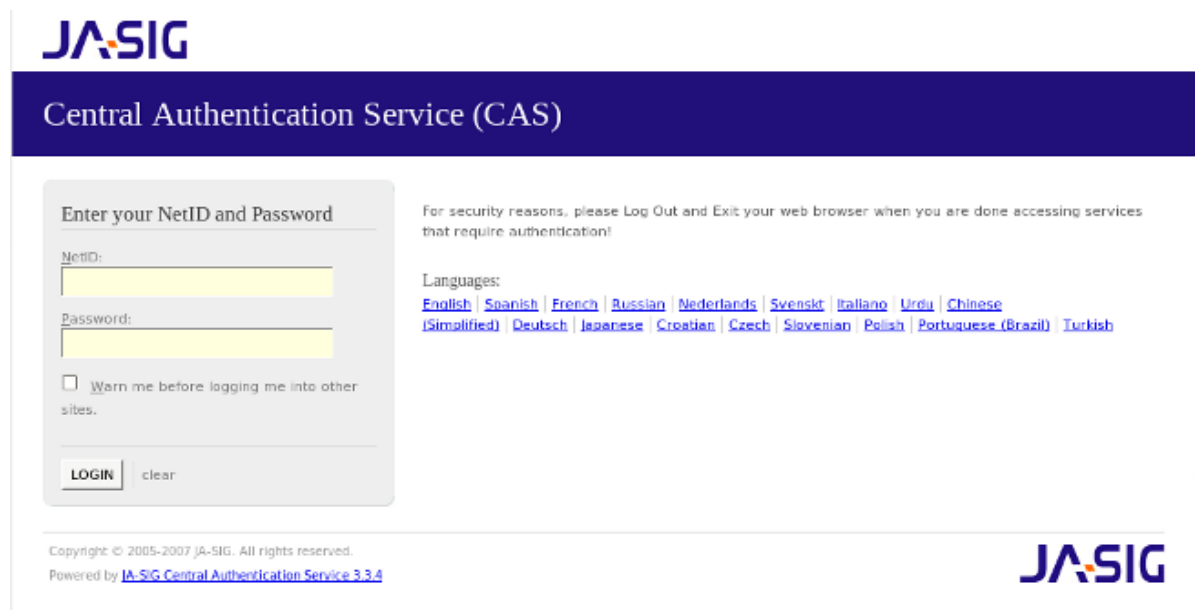 JA-SIG
Central Authentication Service (CAS)
Enter your NetID and Password
NetID:
Password:
Warn me before logging me into other
sites.
LOGIN clear
For security reasons, please Log Out and Exit your web browser when you are done accessing services
that require authentication!
Languages:
English | Spanish | French | Russian | Nederlands | Svenskt | Italiano | Urdu | Chinese
(Simplified) | Deutsch | Japanese | Croatian | Czech | Slovenian | Polish | Portuguese (Brazil) | Turkish
Copyright © 2005-2007 JA-SIG. All rights reserved.
Powered by JA-SIG Central Authentication Service 3.3.4
JA-SIG